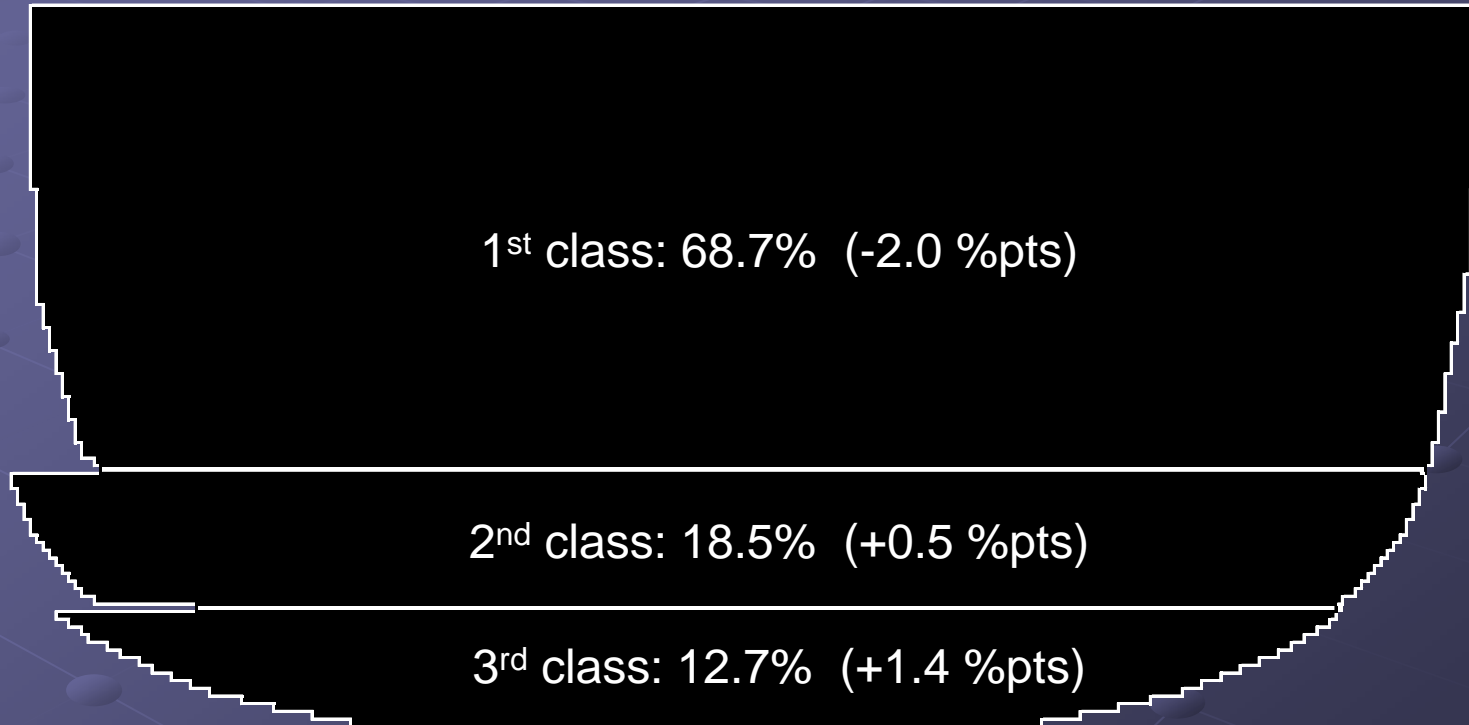 1st class: 68.7% (-2.0 %pts)
2nd class: 18.5% (+0.5 %pts)
3rd class: 12.7% (+1.4 %pts)